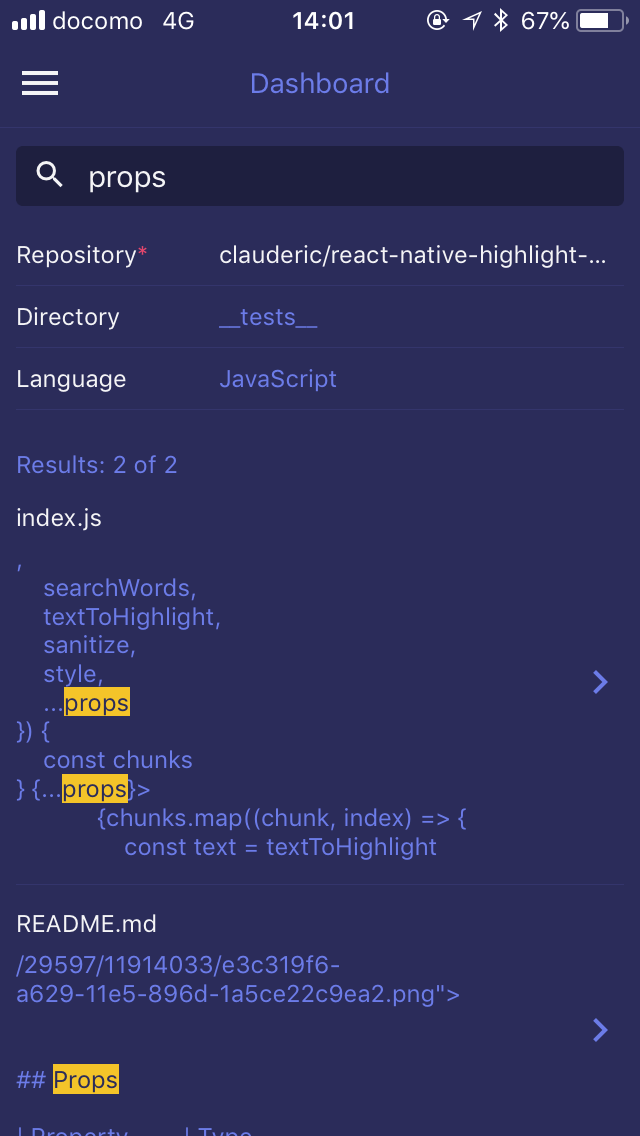 docomo 4G 14:01 67%
Dashboard
props
Repository* clauderic/react-native-highlight-...
Directory __tests__
Language JavaScript
Results: 2 of 2
index.js
,
searchWords,
textToHighlight,
sanitize,
style,
...props
}) {
const chunks
} {...props}>
{chunks.map((chunk, index) => {
const text = textToHighlight
README.md
/29597/11914033/e3c319f6-
a629-11e5-896d-1a5ce22c9ea2.png">
## Props
| Property | Type